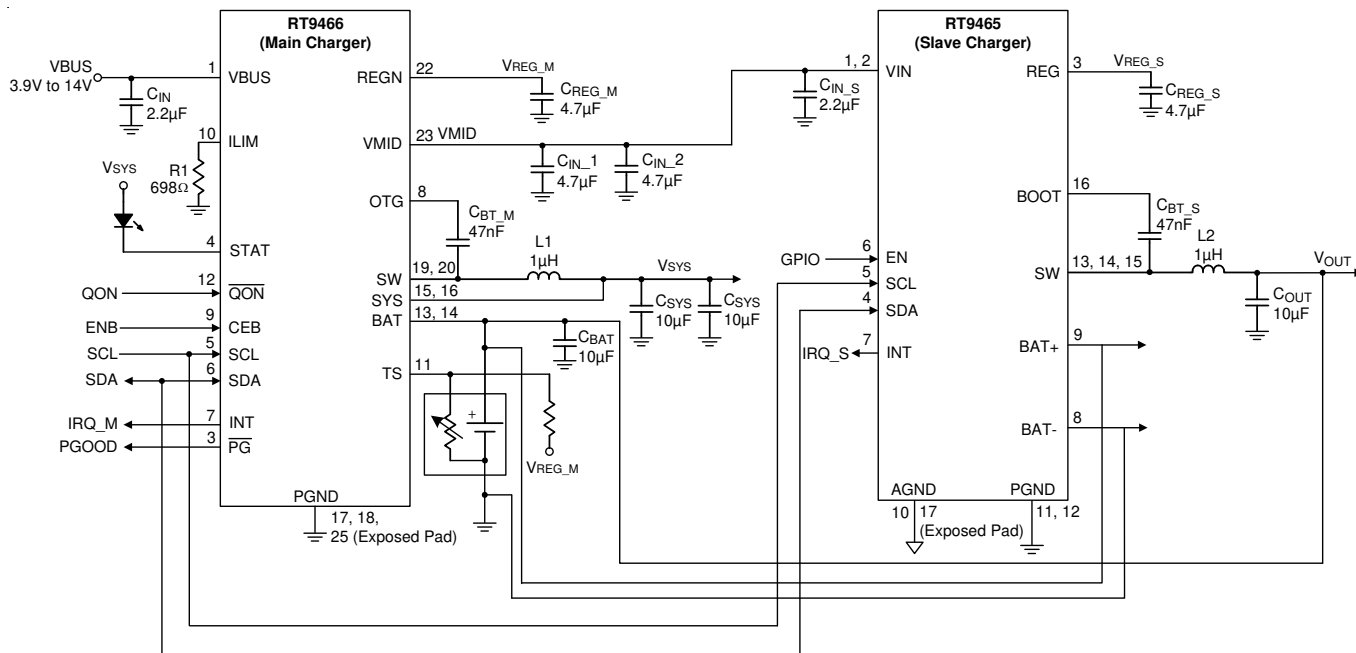 RT9466
(Main Charger)
VBUS
3.9V to 14V
1
VBUS
CIN
2.2µF
10
ILIM
R1
698Ω
VSYS
4
STAT
QON
12
QON
ENB
9
CEB
SCL
5
SCL
SDA
6
SDA
IRQ_M
7
INT
PGOOD
3
PG
PGND
17, 18,
25 (Exposed Pad)
REGN
22
VREG_M
CREG_M
4.7µF
VMID
23
VMID
CIN_1
4.7µF
CIN_2
4.7µF
OTG
8
CBT_M
47nF
L1
1µH
SW
19, 20
VSYS
SYS
15, 16
CSYS
10µF
CSYS
10µF
BAT
13, 14
CBAT
10µF
TS
11
+
VREG_M
RT9465
(Slave Charger)
1, 2
VIN
CIN_S
2.2µF
REG
3
VREG_S
CREG_S
4.7µF
BOOT
16
CBT_S
47nF
L2
1µH
GPIO
6
EN
5
SCL
4
SDA
IRQ_S
7
INT
SW
13, 14, 15
VOUT
COUT
10µF
BAT+
9
BAT-
8
AGND
10
17
(Exposed Pad)
PGND
11, 12